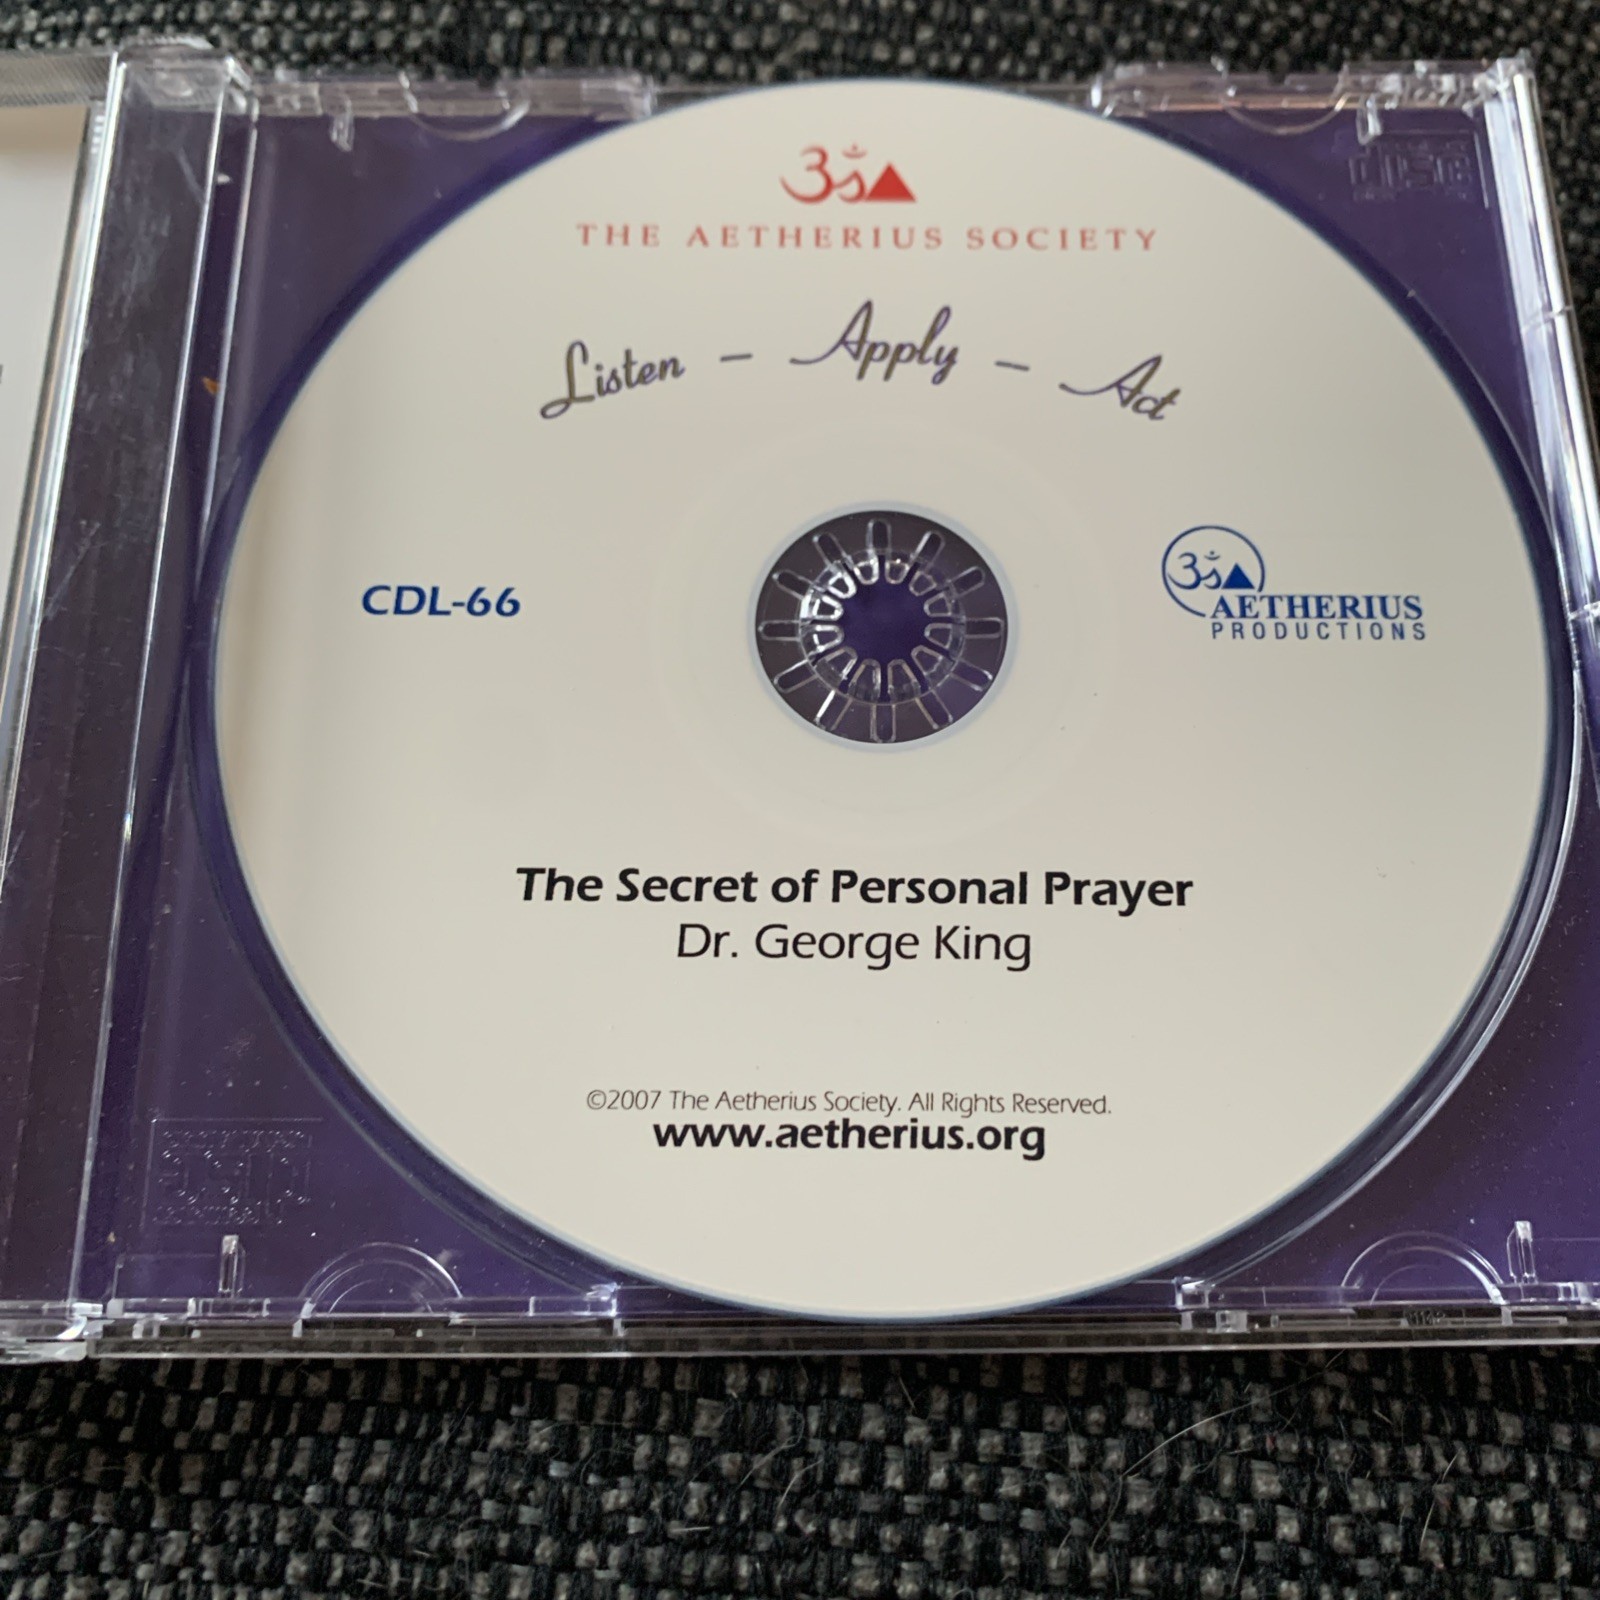 THE AETHERIUS SOCIETY
Listen – Apply – Act
CDL-66
AETHERIUS
PRODUCTIONS
The Secret of Personal Prayer
Dr. George King
©2007 The Aetherius Society. All Rights Reserved.
www.aetherius.org